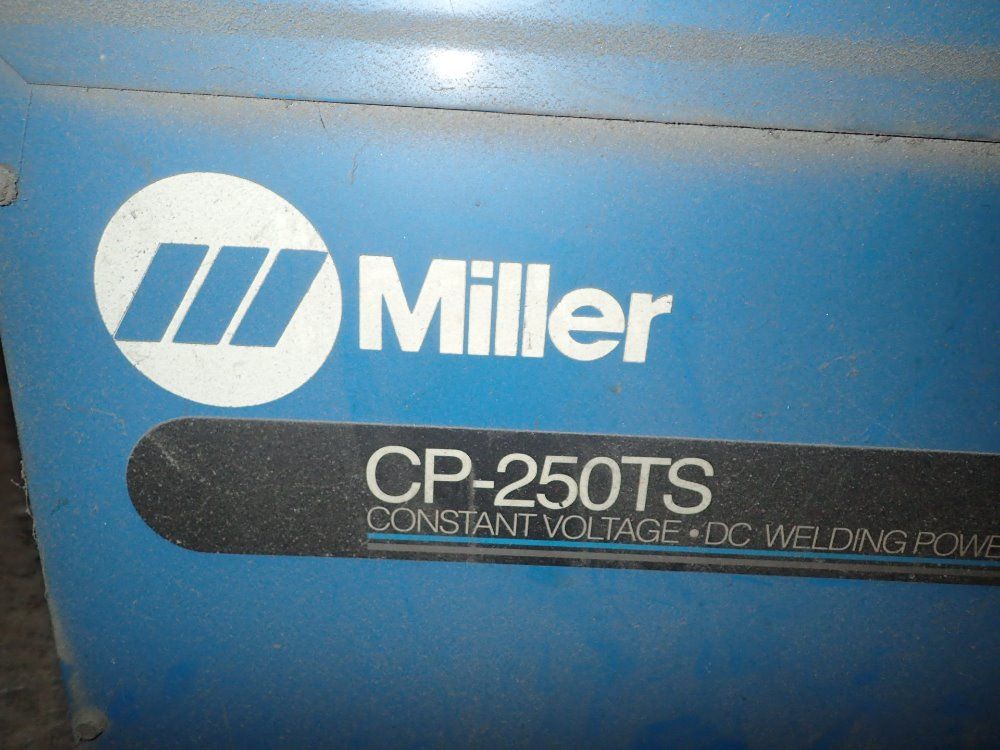 Miller
CP-250TS
CONSTANT VOLTAGE • DC WELDING POWE